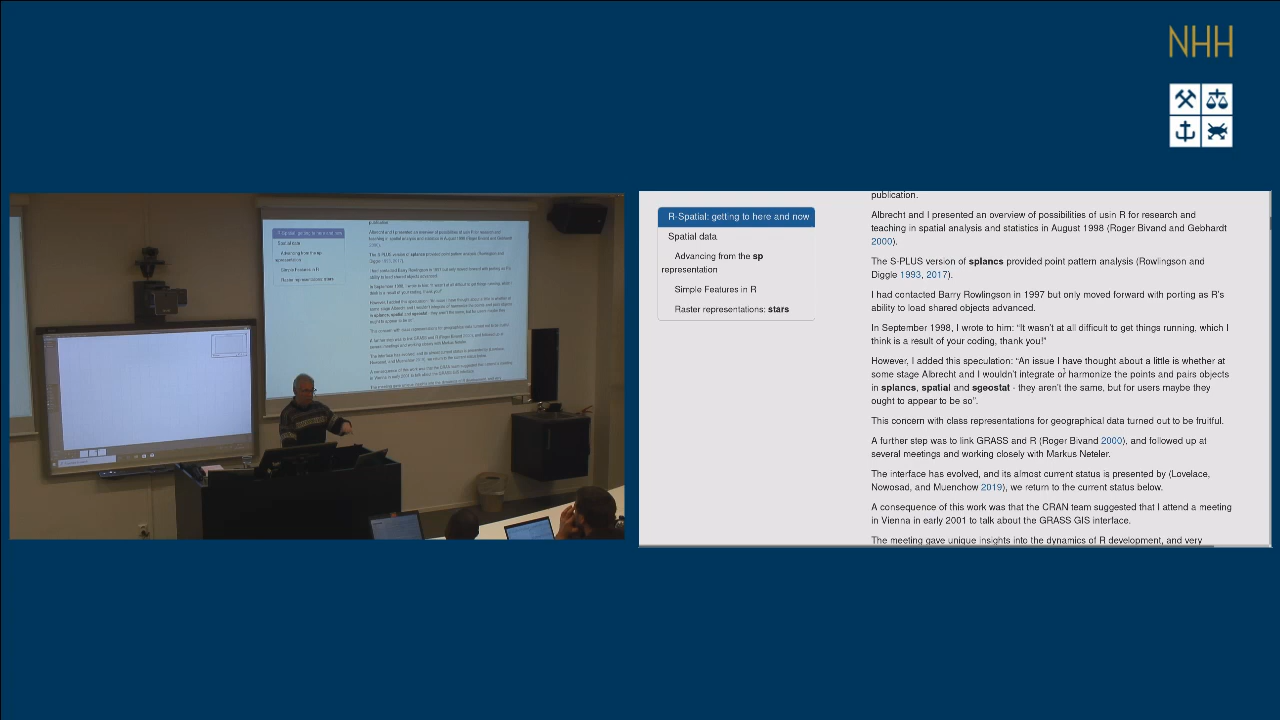 NHH
publication.
R-Spatial: getting to here and now
Spatial data
Advancing from the sp
representation
Simple Features in R
Raster representations: stars
Albrecht and I presented an overview of possibilities of usin R for research and
teaching in spatial analysis and statistics in August 1998 (Roger Bivand and Gebhardt
2000).
The S-PLUS version of splancs provided point pattern analysis (Rowlingson and
Diggle 1993, 2017).
I had contacted Barry Rowlingson in 1997 but only moved forward with porting as R's
ability to load shared objects advanced.
In September 1998, I wrote to him: “It wasn't at all difficult to get things running, which I
think is a result of your coding, thank you!”
However, I added this speculation: “An issue I have thought about a little is whether at
some stage Albrecht and I wouldn't integrate or harmonize the points and pairs objects
in splancs, spatial and sgeostat - they aren't the same, but for users maybe they
ought to appear to be so”.
This concern with class representations for geographical data turned out to be fruitful.
A further step was to link GRASS and R (Roger Bivand 2000), and followed up at
several meetings and working closely with Markus Neteler.
The interface has evolved, and its almost current status is presented by (Lovelace,
Nowosad, and Muenchow 2019), we return to the current status below.
A consequence of this work was that the CRAN team suggested that I attend a meeting
in Vienna in early 2001 to talk about the GRASS GIS interface.
The meeting gave unique insights into the dynamics of R development, and very